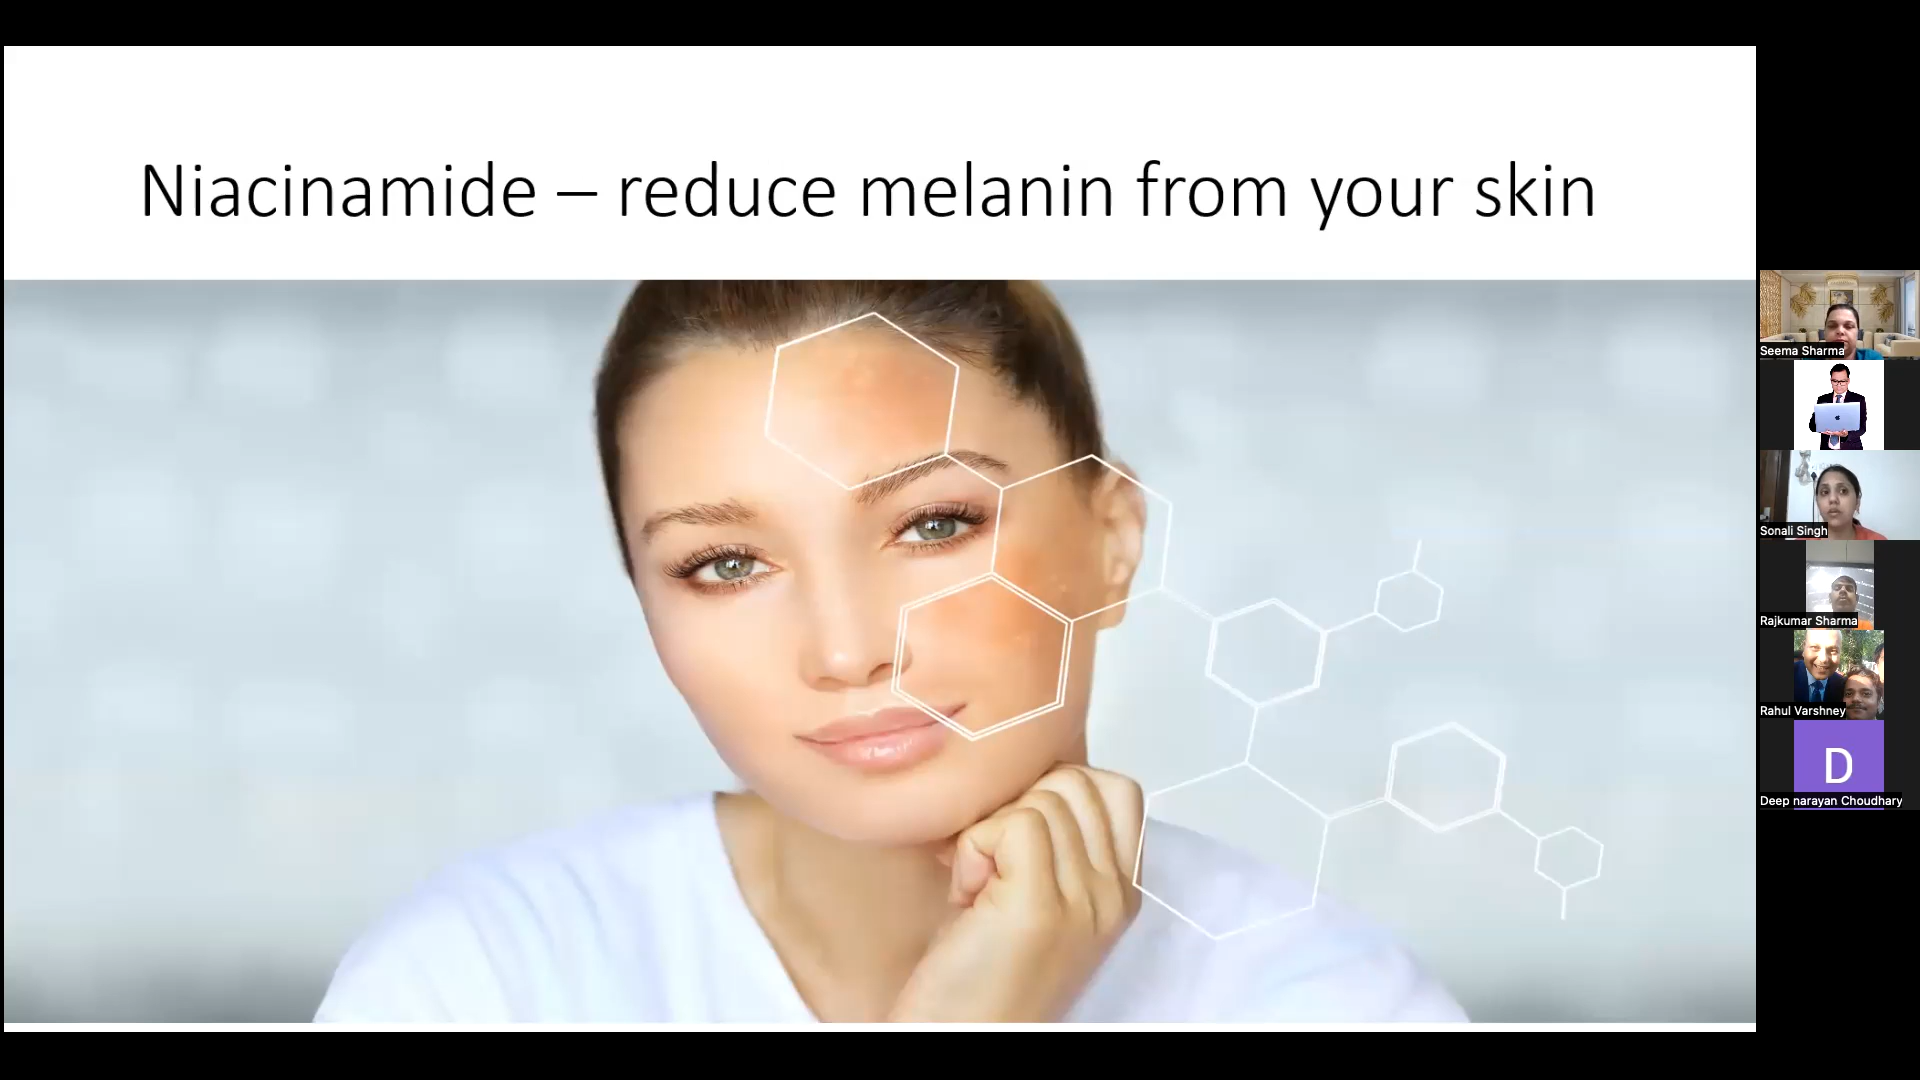 Niacinamide – reduce melanin from your skin
Seema Sharma
Sonali Singh
Rajkumar Sharma
Rahul Varshney
D
Deep narayan Choudhary